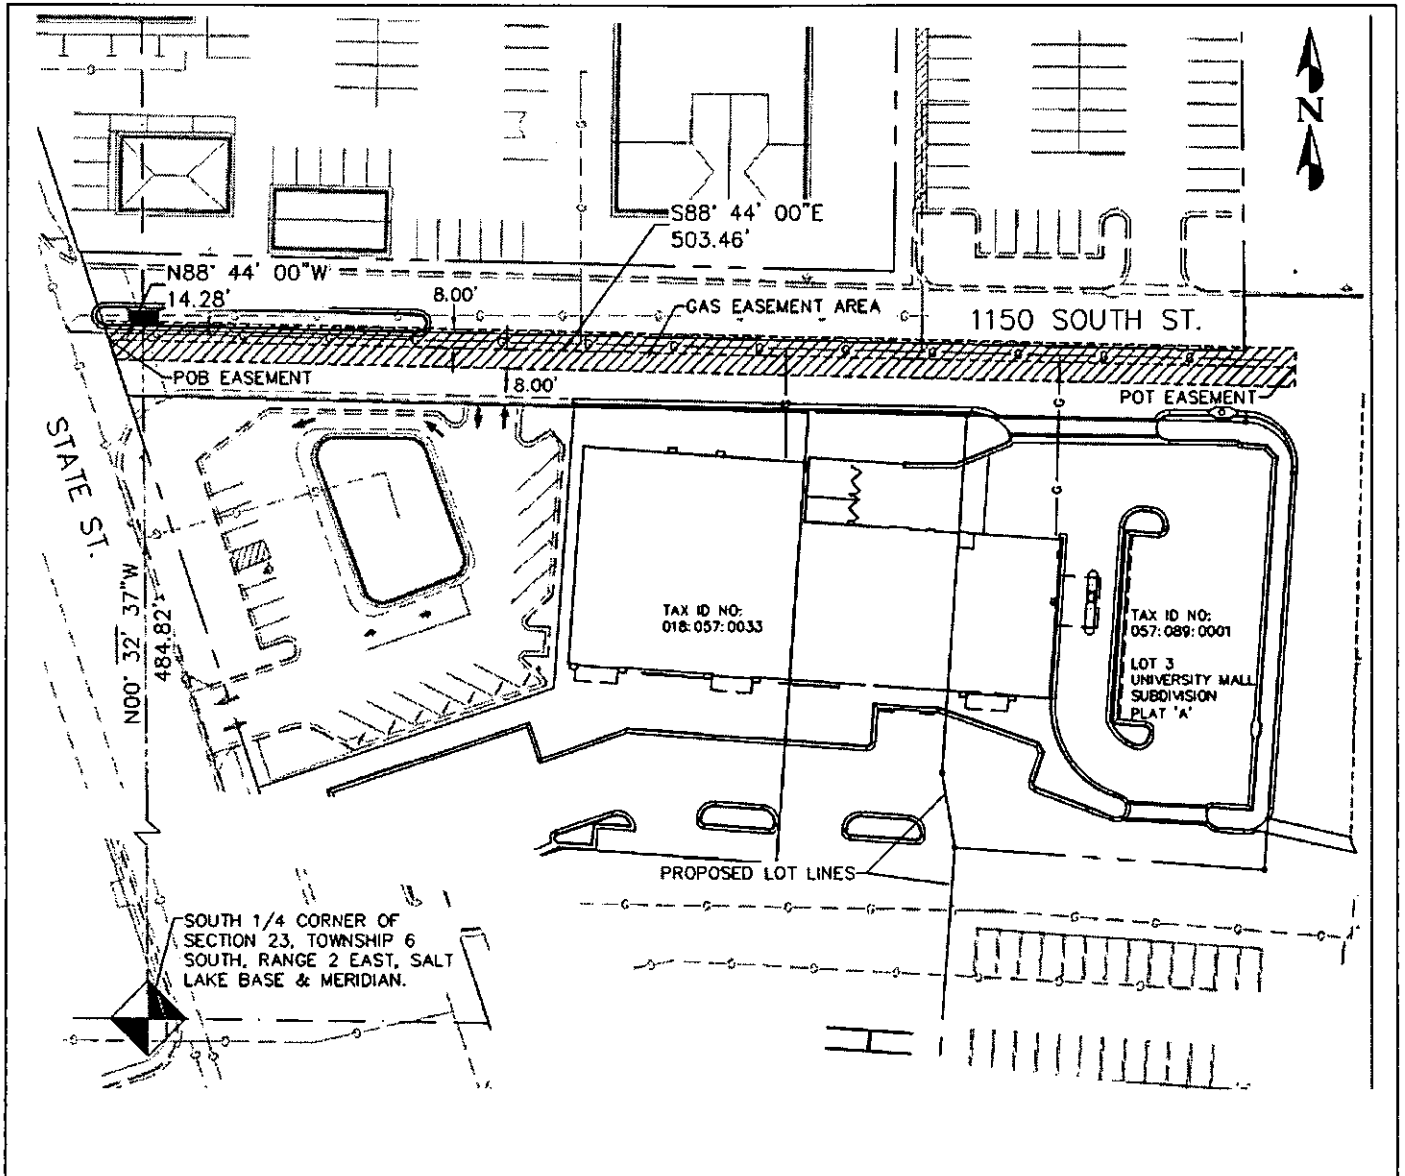 N
S88° 44' 00"E
503.46'
N88° 44' 00"W
14.28'
8.00'
GAS EASEMENT AREA
1150 SOUTH ST.
POB EASEMENT
8.00'
POT EASEMENT
STATE ST.
N00° 32' 37"W
484.82'
TAX ID NO:
018:057:0033
TAX ID NO:
057:089:0001
LOT 3
UNIVERSITY MALL
SUBDIVISION
PLAT 'A'
PROPOSED LOT LINES
SOUTH 1/4 CORNER OF
SECTION 23, TOWNSHIP 6
SOUTH, RANGE 2 EAST, SALT
LAKE BASE & MERIDIAN.